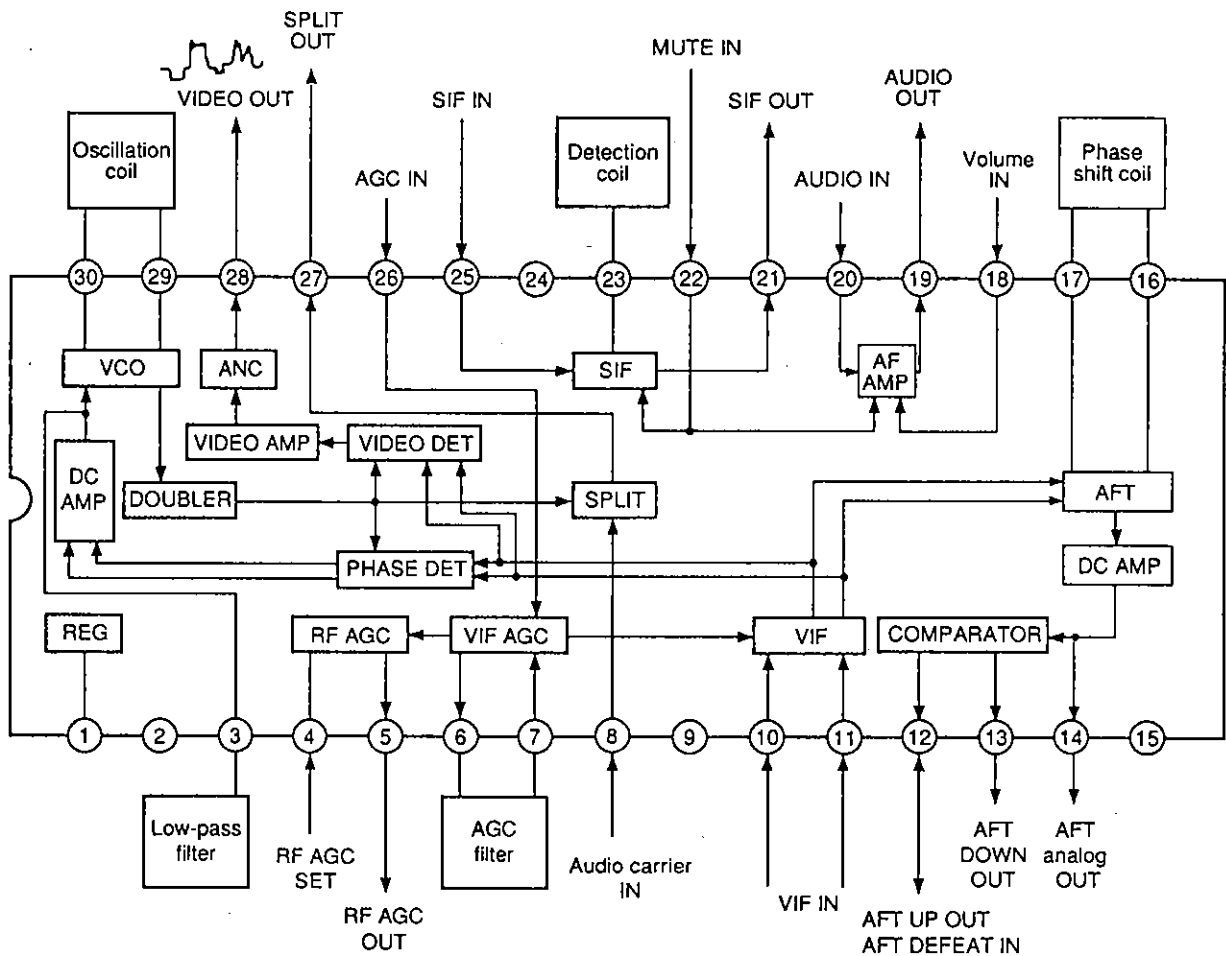 SPLIT
OUT
VIDEO OUT
SIF IN
MUTE IN
SIF OUT
AUDIO
OUT
Oscillation
coil
AGC IN
Detection
coil
AUDIO IN
Volume
IN
Phase
shift coil
30 29 28 27 26 25 24 23 22 21 20 19 18 17 16
VCO
ANC
SIF
AF
AMP
VIDEO AMP
VIDEO DET
DC
AMP
DOUBLER
SPLIT
AFT
PHASE DET
DC AMP
REG
RF AGC
VIF AGC
VIF
COMPARATOR
1 2 3 4 5 6 7 8 9 10 11 12 13 14 15
Low-pass
filter
RF AGC
SET
RF AGC
OUT
AGC
filter
Audio carrier
IN
VIF IN
AFT UP OUT
AFT DEFEAT IN
AFT
DOWN
OUT
AFT
analog
OUT